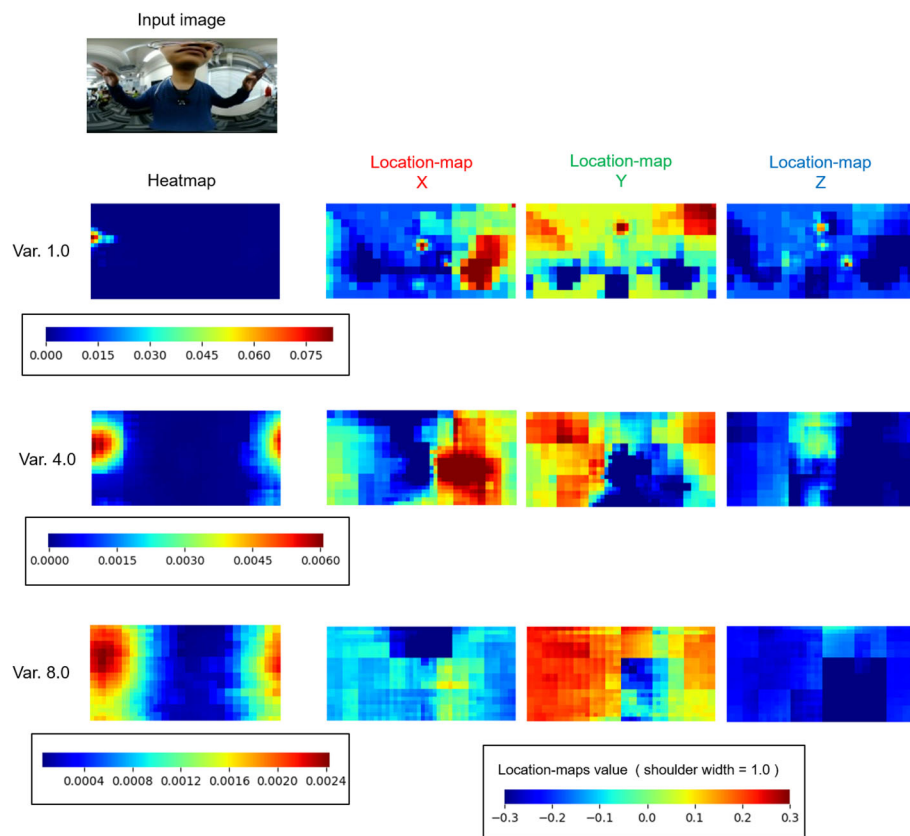 Input image
Heatmap
Location-map
X
Location-map
Y
Location-map
Z
Var. 1.0
0.000 0.015 0.030 0.045 0.060 0.075
Var. 4.0
0.0000 0.0015 0.0030 0.0045 0.0060
Var. 8.0
0.0004 0.0008 0.0012 0.0016 0.0020 0.0024
Location-maps value ( shoulder width = 1.0 )
−0.3 −0.2 −0.1 0.0 0.1 0.2 0.3